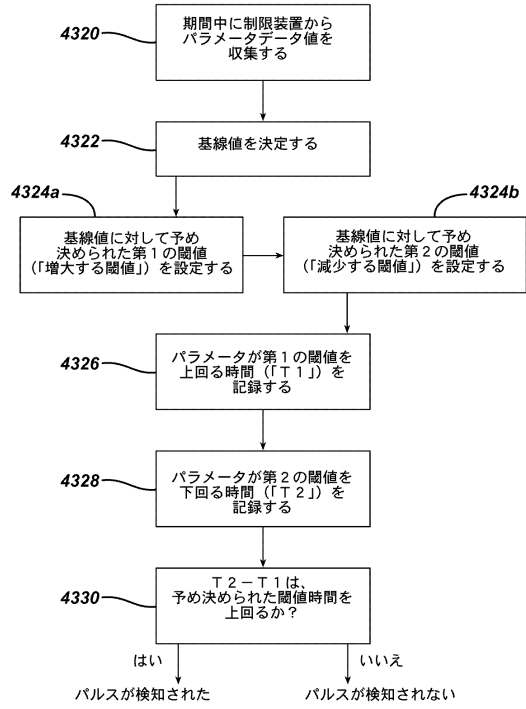 4320
期間中に制限装置から
パラメータデータ値を
収集する
4322
基線値を決定する
4324a
4324b
基線値に対して予め
決められた第1の閾値
(「増大する閾値」)を設定する
基線値に対して予め
決められた第2の閾値
(「減少する閾値」)を設定する
4326
パラメータが第1の閾値を
上回る時間(「T1」)を
記録する
4328
パラメータが第2の閾値を
下回る時間(「T2」)を
記録する
4330
T2-T1は、
予め決められた閾値時間を
上回るか?
はい
いいえ
パルスが検知された
パルスが検知されない